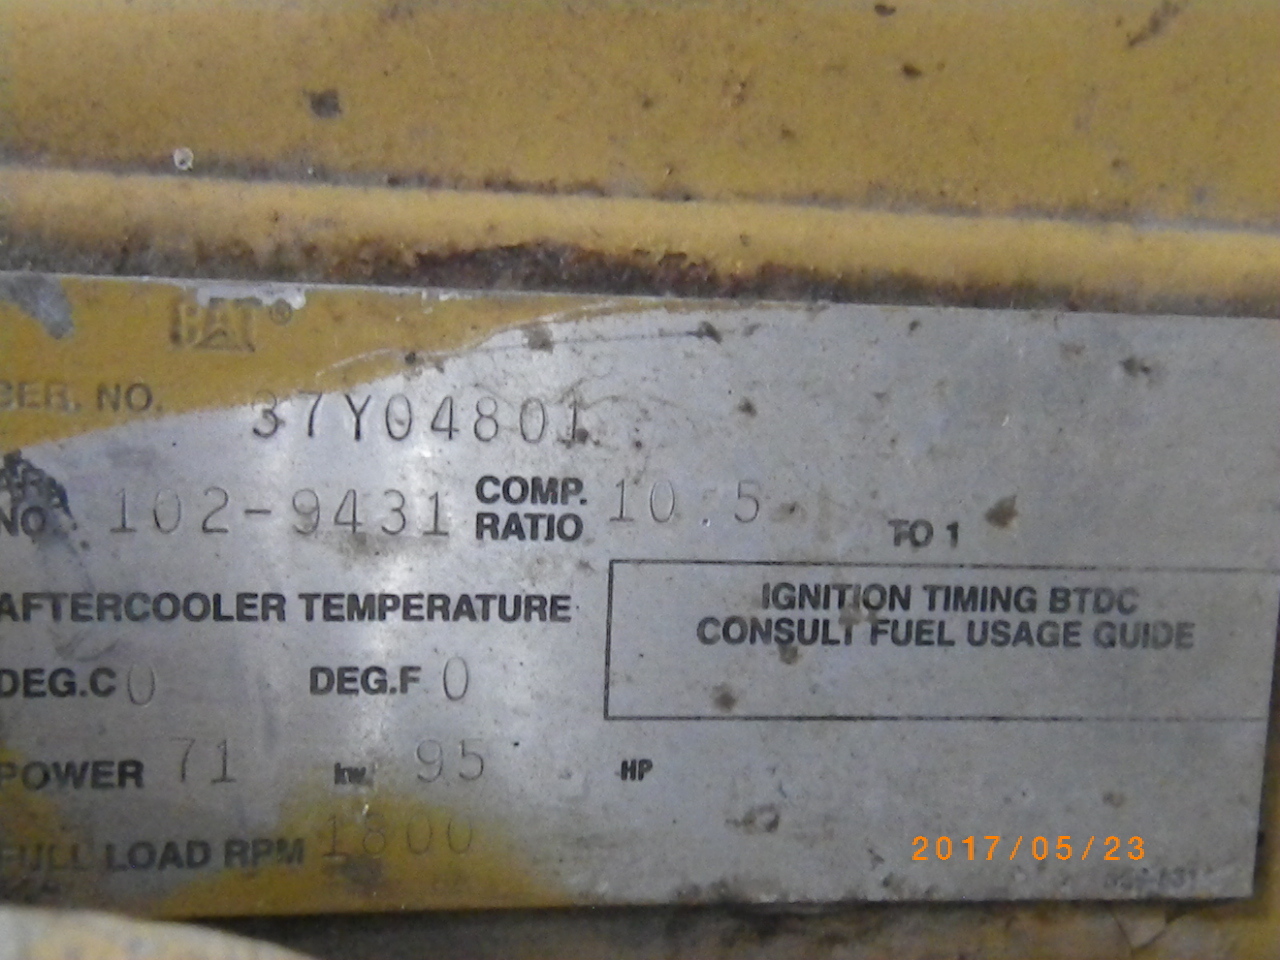 CAT®
SER. NO. 37Y04801
NO. 102-9431 COMP. RATIO 10.5 TO 1
AFTERCOOLER TEMPERATURE
IGNITION TIMING BTDC
CONSULT FUEL USAGE GUIDE
DEG.C 0 DEG.F 0
POWER 71 kw. 95 HP
FULL LOAD RPM 1800
2017/05/23